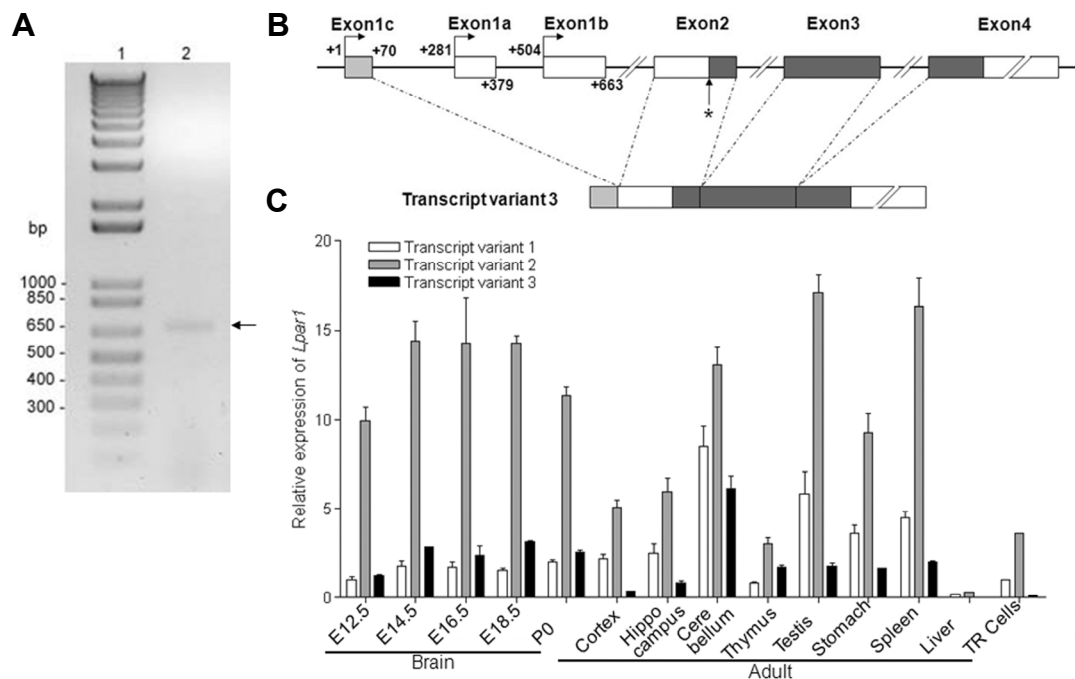 A
1 2
bp
1000 -
850 -
650 -
500 -
400 -
300 -
B
Exon1c Exon1a Exon1b Exon2 Exon3 Exon4
+1 +70 +281 +379 +504 +663
*
Transcript variant 3
C
Transcript variant 1
Transcript variant 2
Transcript variant 3
Relative expression of Lpar1
20
15
10
5
0
E12.5
E14.5
E16.5
E18.5
P0
Cortex
Hippo
campus
Cere
bellum
Thymus
Testis
Stomach
Spleen
Liver
TR Cells
Brain
Adult